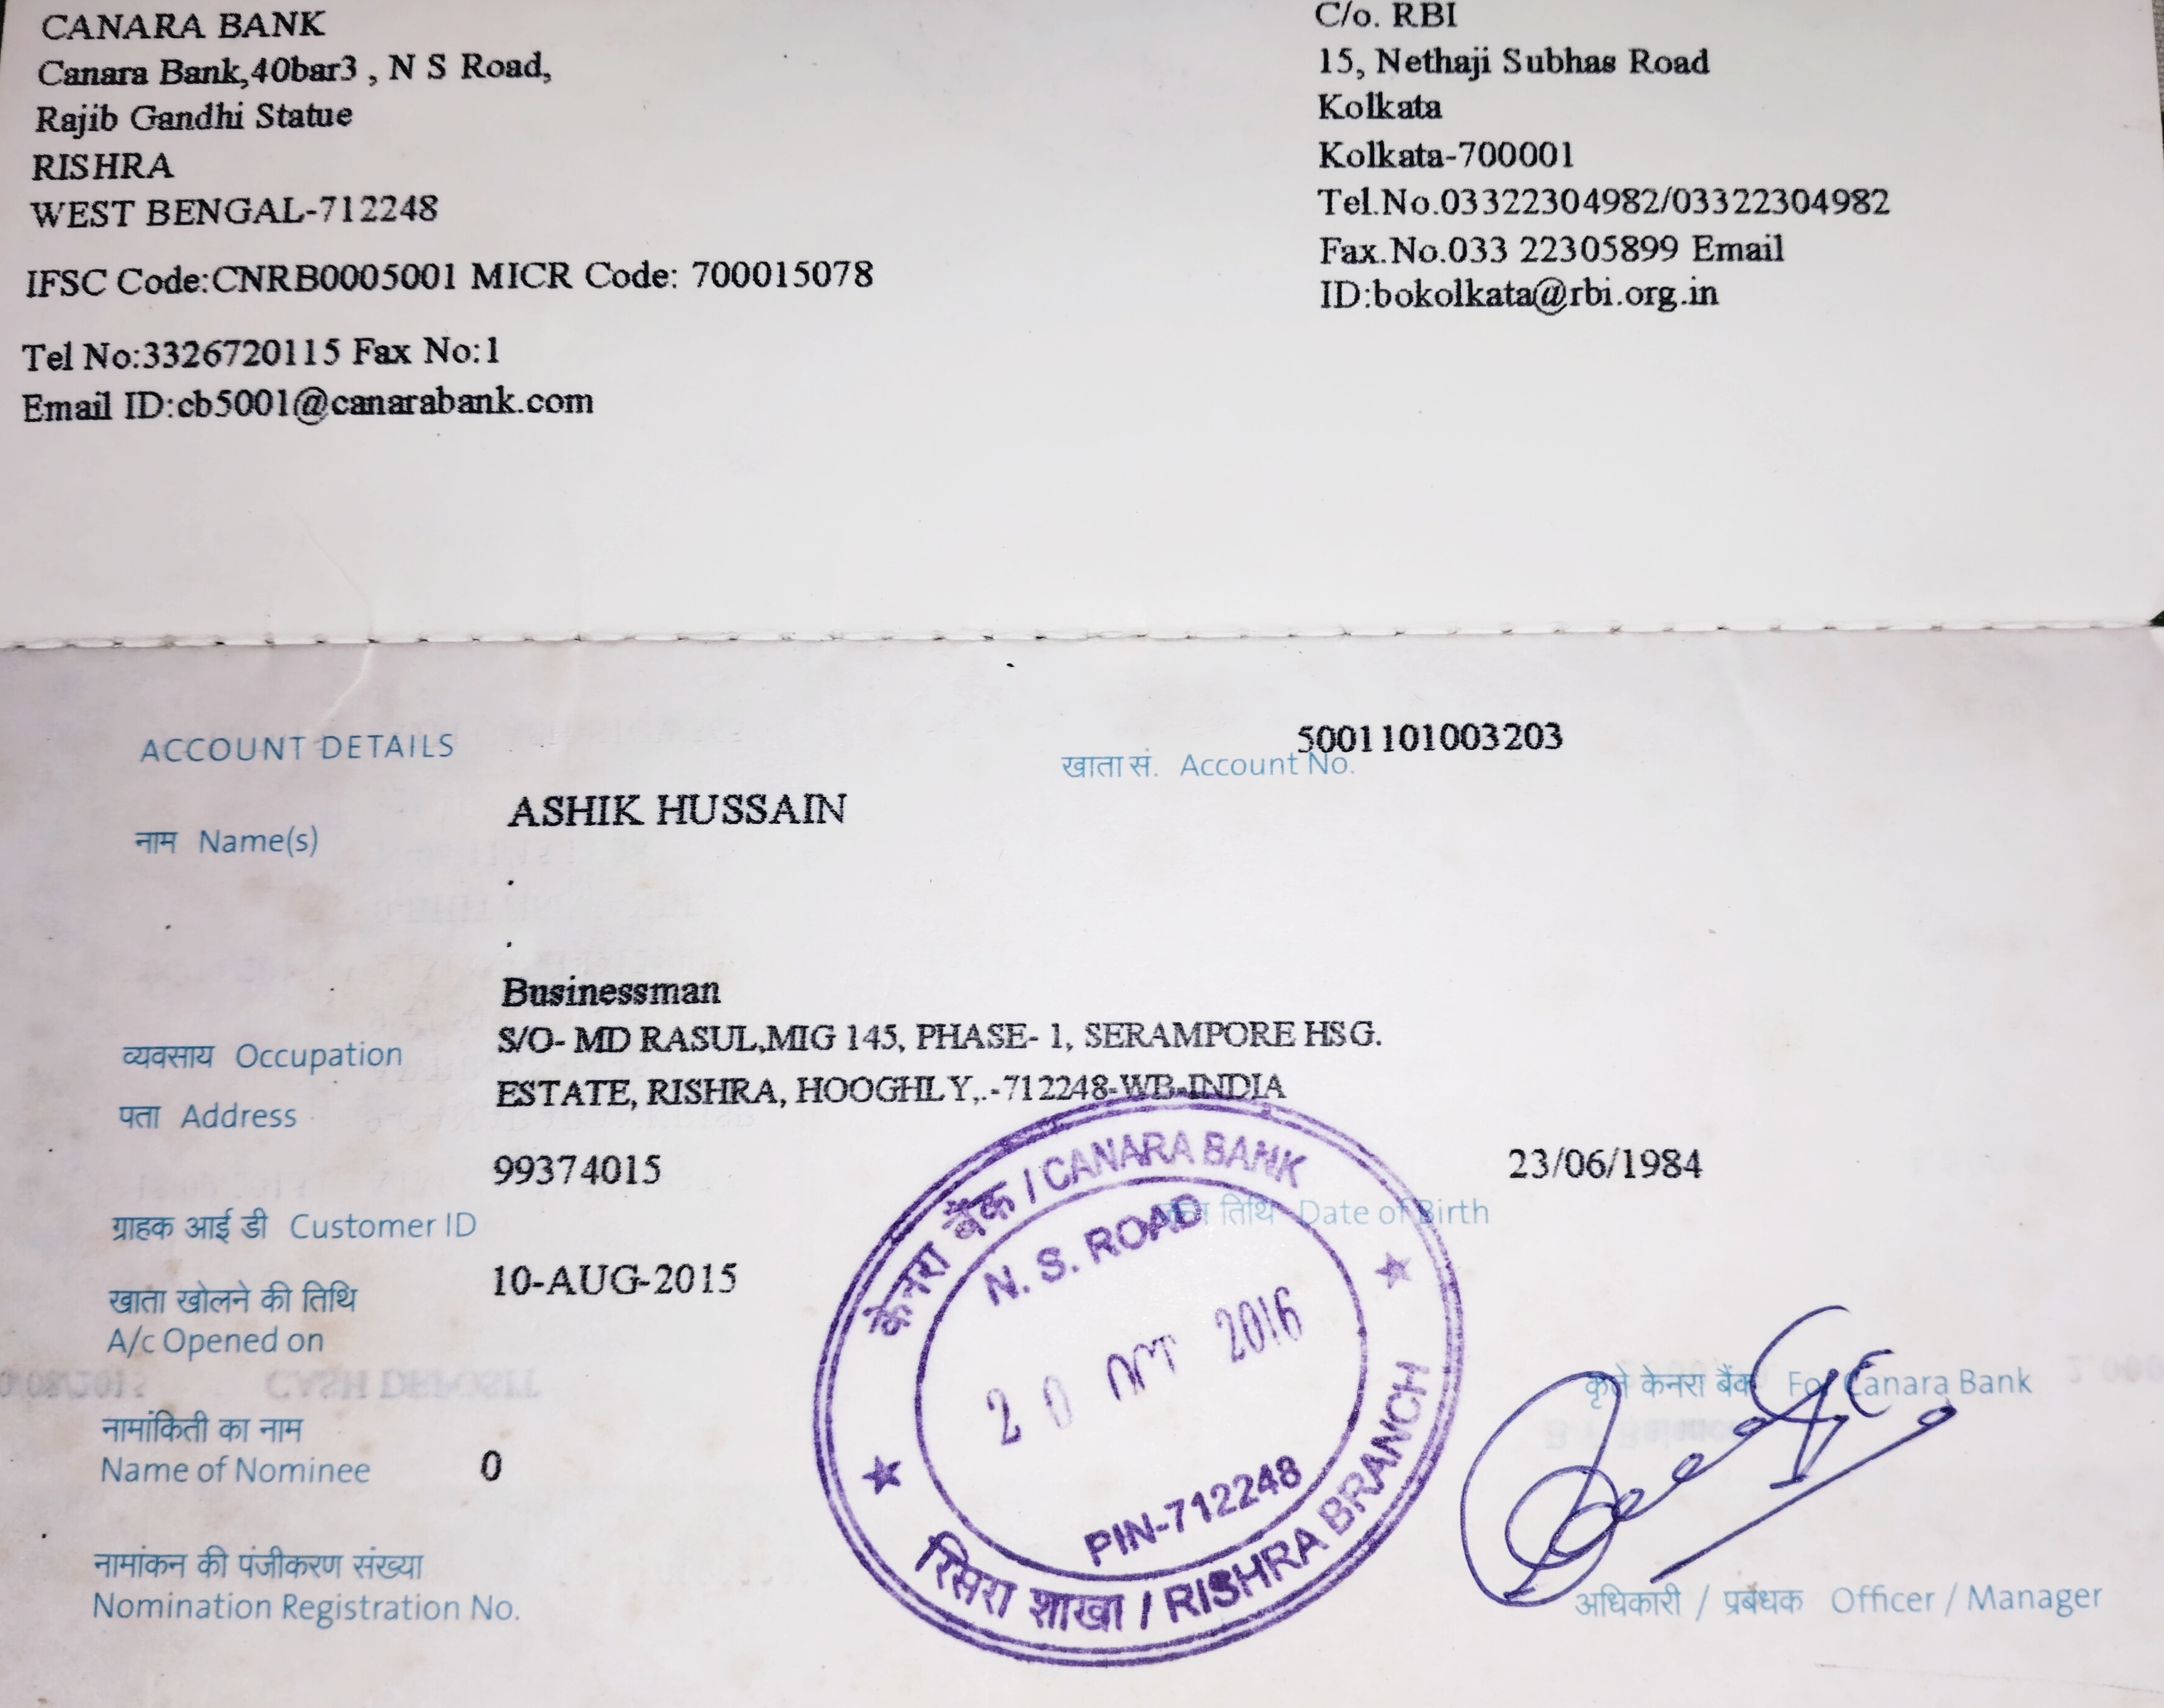 CANARA BANK
Canara Bank,40bar3 , N S Road,
Rajib Gandhi Statue
RISHRA
WEST BENGAL-712248
IFSC Code:CNRB0005001 MICR Code: 700015078
Tel No:3326720115 Fax No:1
Email ID:cb5001@canarabank.com
C/o. RBI
15, Nethaji Subhas Road
Kolkata
Kolkata-700001
Tel.No.03322304982/03322304982
Fax.No.033 22305899 Email
ID:bokolkata@rbi.org.in
ACCOUNT DETAILS
खाता सं. Account No. 5001101003203
नाम Name(s) ASHIK HUSSAIN
.
.
व्यवसाय Occupation Businessman
पता Address S/O- MD RASUL,MIG 145, PHASE- 1, SERAMPORE HSG.
ESTATE, RISHRA, HOOGHLY,.-712248-WB-INDIA
ग्राहक आई डी Customer ID 99374015
तिथि Date of Birth 23/06/1984
खाता खोलने की तिथि
A/c Opened on 10-AUG-2015
नामांकिती का नाम
Name of Nominee 0
नामांकन की पंजीकरण संख्या
Nomination Registration No.
केनरा बैंक / CANARA BANK
N. S. ROAD
20 OCT 2016
PIN-712248
रिसरा शाखा / RISHRA BRANCH
कृते केनरा बैंक For Canara Bank
अधिकारी / प्रबंधक Officer / Manager